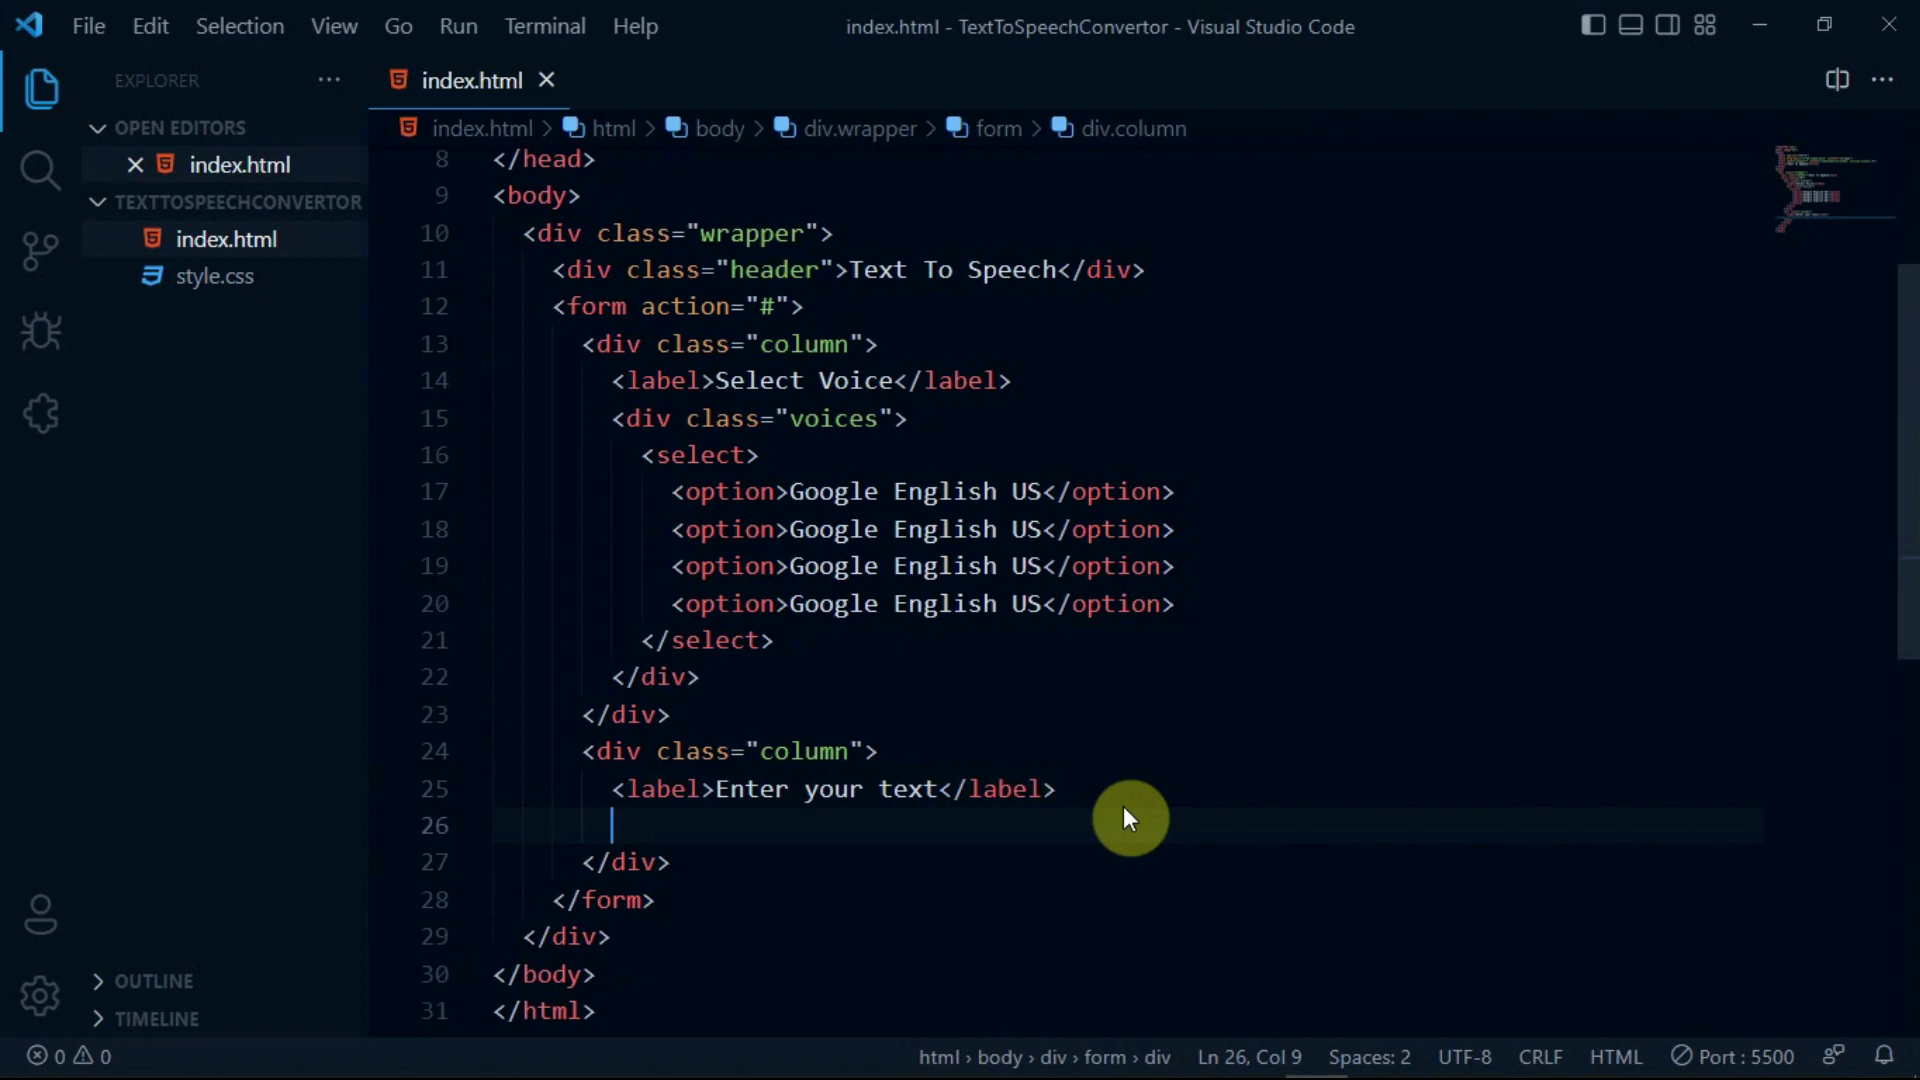 File Edit Selection View Go Run Terminal Help
index.html - TextToSpeechConvertor - Visual Studio Code
EXPLORER
OPEN EDITORS
index.html
TEXTTOSPEECHCONVERTOR
index.html
style.css
OUTLINE
TIMELINE
index.html
index.html > html > body > div.wrapper > form > div.column
8 </head>
9 <body>
10 <div class="wrapper">
11 <div class="header">Text To Speech</div>
12 <form action="#">
13 <div class="column">
14 <label>Select Voice</label>
15 <div class="voices">
16 <select>
17 <option>Google English US</option>
18 <option>Google English US</option>
19 <option>Google English US</option>
20 <option>Google English US</option>
21 </select>
22 </div>
23 </div>
24 <div class="column">
25 <label>Enter your text</label>
26
27 </div>
28 </form>
29 </div>
30 </body>
31 </html>
0 0 html › body › div › form › div Ln 26, Col 9 Spaces: 2 UTF-8 CRLF HTML Port : 5500